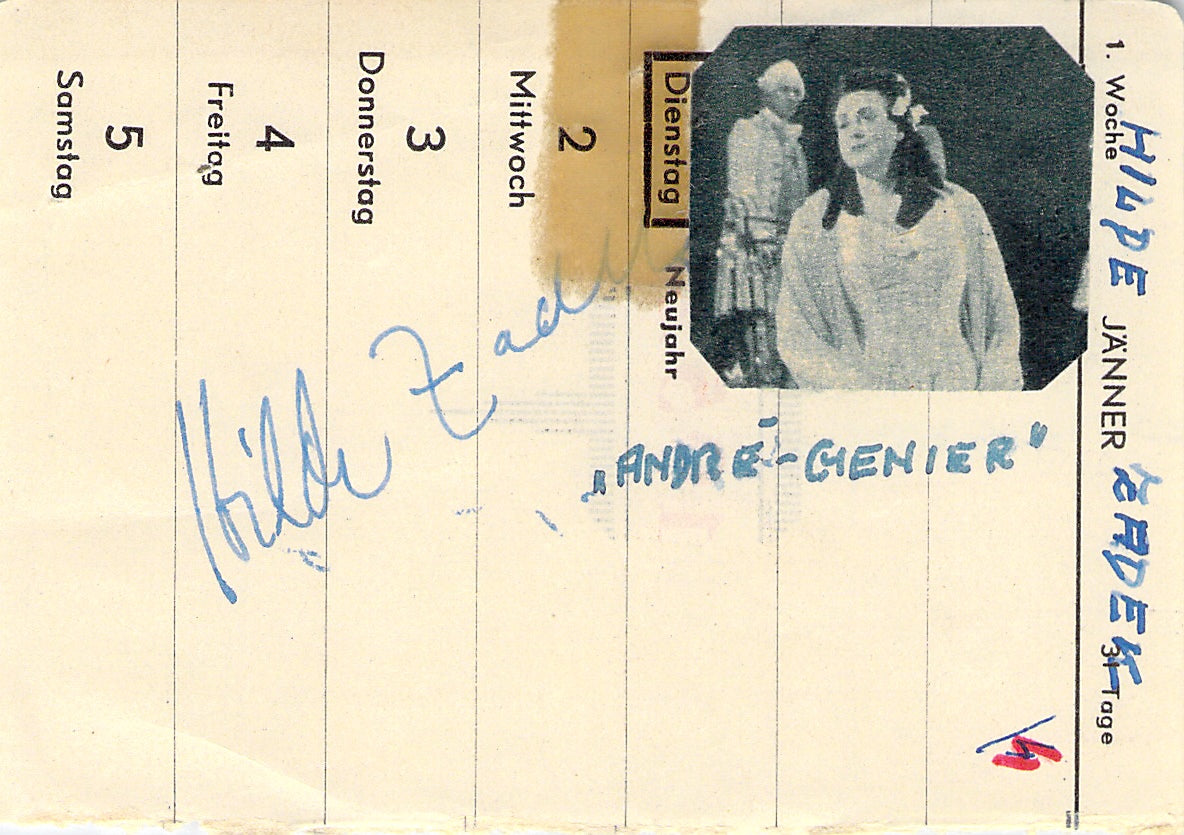 1. Woche JÄNNER 31 Tage
HILDE ZADEK
„ANDRÉ-CHENIER"
Dienstag Neujahr
2
Mittwoch
3
Donnerstag
4
Freitag
5
Samstag
Hilde Zadek